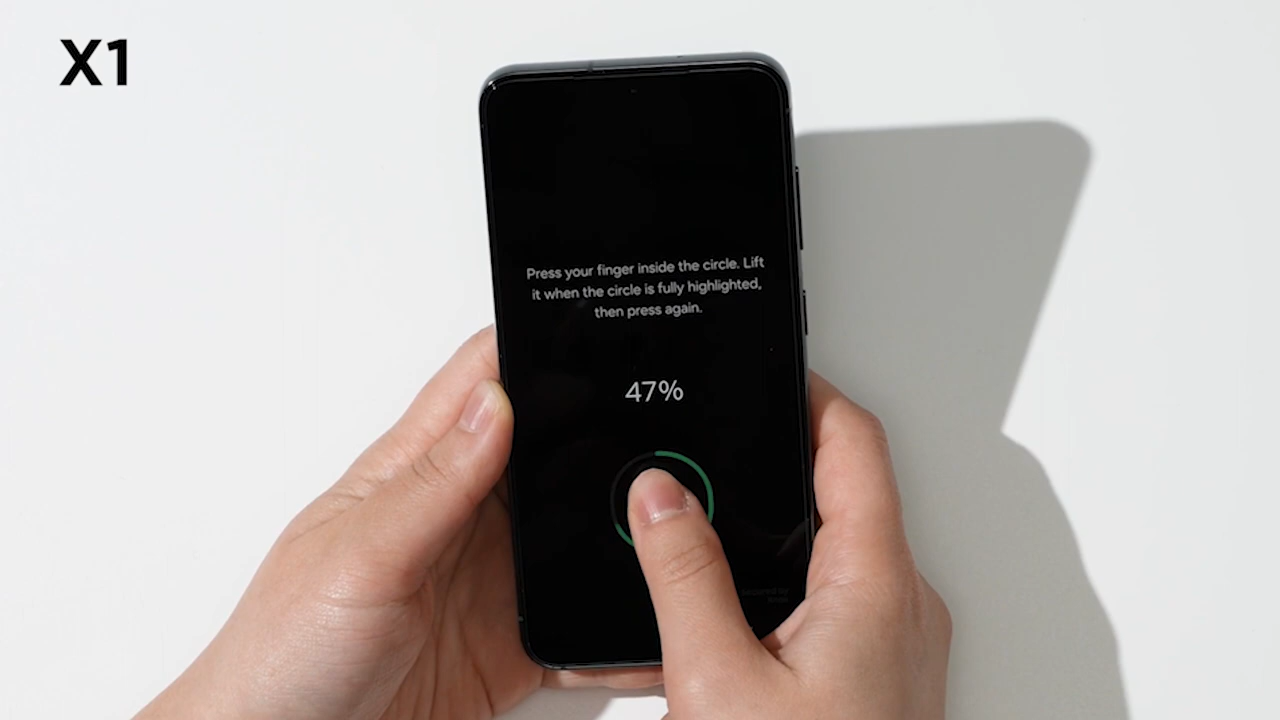 X1
Press your finger inside the circle. Lift
it when the circle is fully highlighted,
then press again.
47%